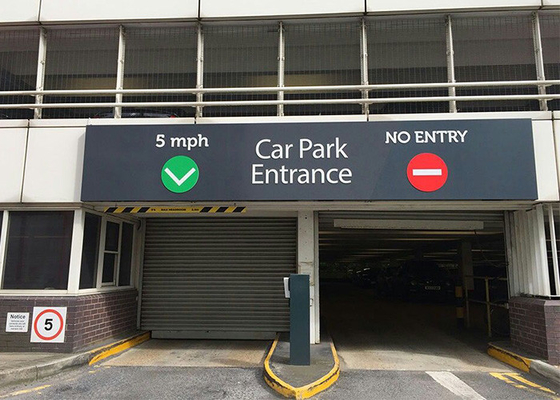 5 mph
Car Park
Entrance
NO ENTRY
Notice
5